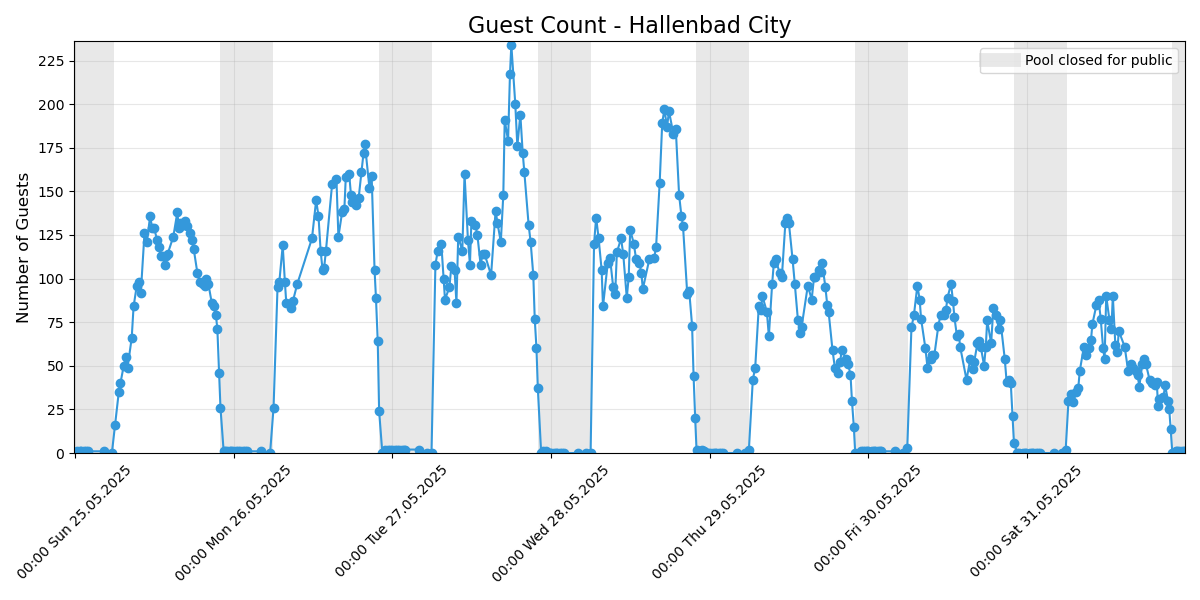 Guest Count - Hallenbad City
Pool closed for public
Number of Guests
225
200
175
150
125
100
75
50
25
0
00:00 Sun 25.05.2025
00:00 Mon 26.05.2025
00:00 Tue 27.05.2025
00:00 Wed 28.05.2025
00:00 Thu 29.05.2025
00:00 Fri 30.05.2025
00:00 Sat 31.05.2025